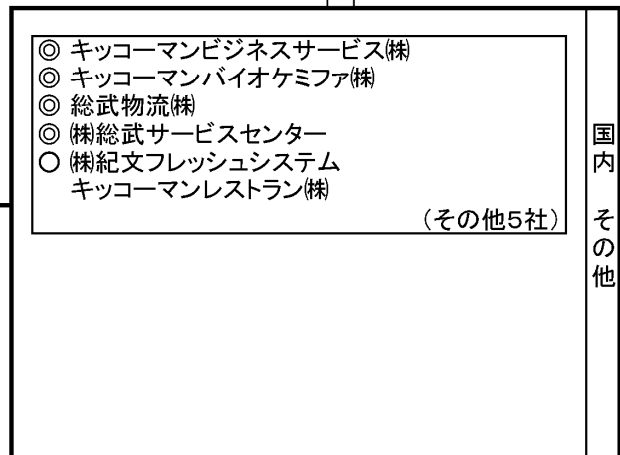 ◎ キッコーマンビジネスサービス㈱
◎ キッコーマンバイオケミファ㈱
◎ 総武物流㈱
◎ ㈱総武サービスセンター
○ ㈱紀文フレッシュシステム
キッコーマンレストラン㈱
(その他5社)
国内 その他